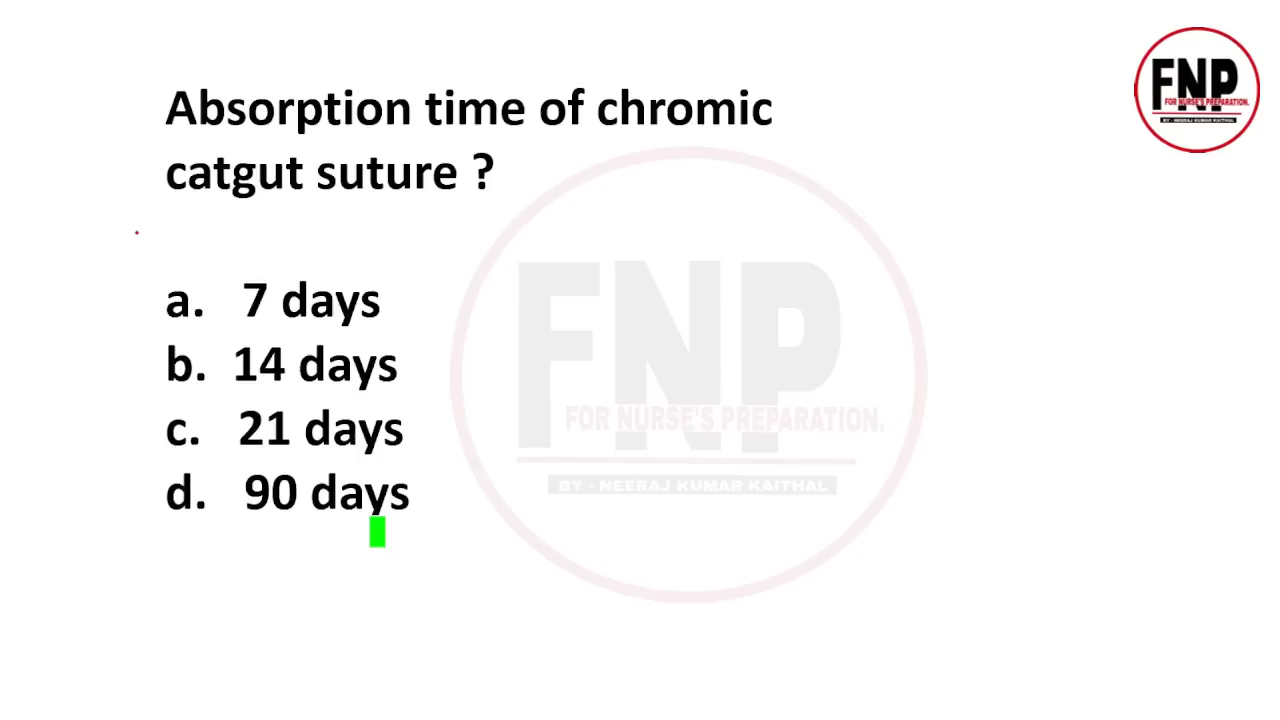 FNP
FOR NURSE'S PREPARATION.
BY - NEERAJ KUMAR KAITHAL
Absorption time of chromic
catgut suture ?
a. 7 days
b. 14 days
c. 21 days
d. 90 days
FNP
FOR NURSE'S PREPARATION.
BY - NEERAJ KUMAR KAITHAL